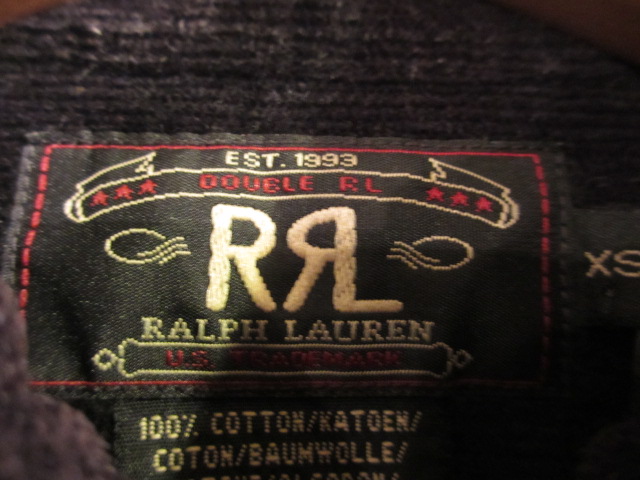 EST. 1993
DOUBLE RL
RRL
RALPH LAUREN
U.S. TRADEMARK
XS
100% COTTON/KATOEN/
COTON/BAUMWOLLE/